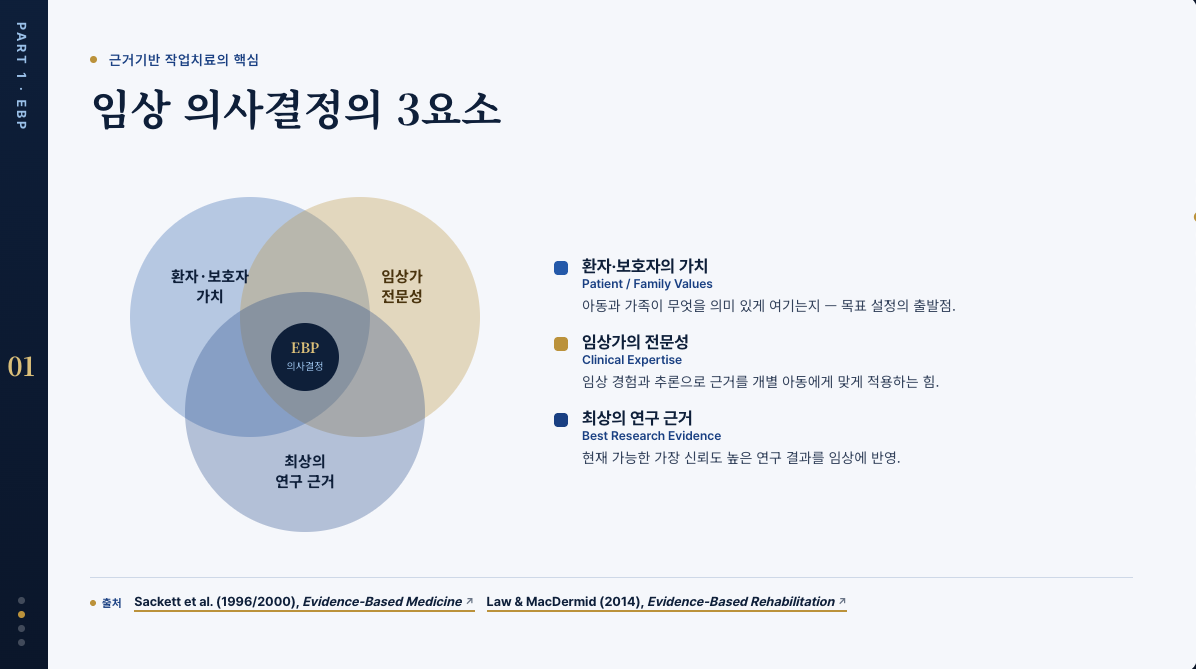 PART 1 · EBP
01
근거기반 작업치료의 핵심
임상 의사결정의 3요소
환자·보호자
가치
임상가
전문성
EBP
의사결정
최상의
연구 근거
환자·보호자의 가치
Patient / Family Values
아동과 가족이 무엇을 의미 있게 여기는지 — 목표 설정의 출발점.
임상가의 전문성
Clinical Expertise
임상 경험과 추론으로 근거를 개별 아동에게 맞게 적용하는 힘.
최상의 연구 근거
Best Research Evidence
현재 가능한 가장 신뢰도 높은 연구 결과를 임상에 반영.
출처 Sackett et al. (1996/2000), Evidence-Based Medicine ↗ Law & MacDermid (2014), Evidence-Based Rehabilitation ↗